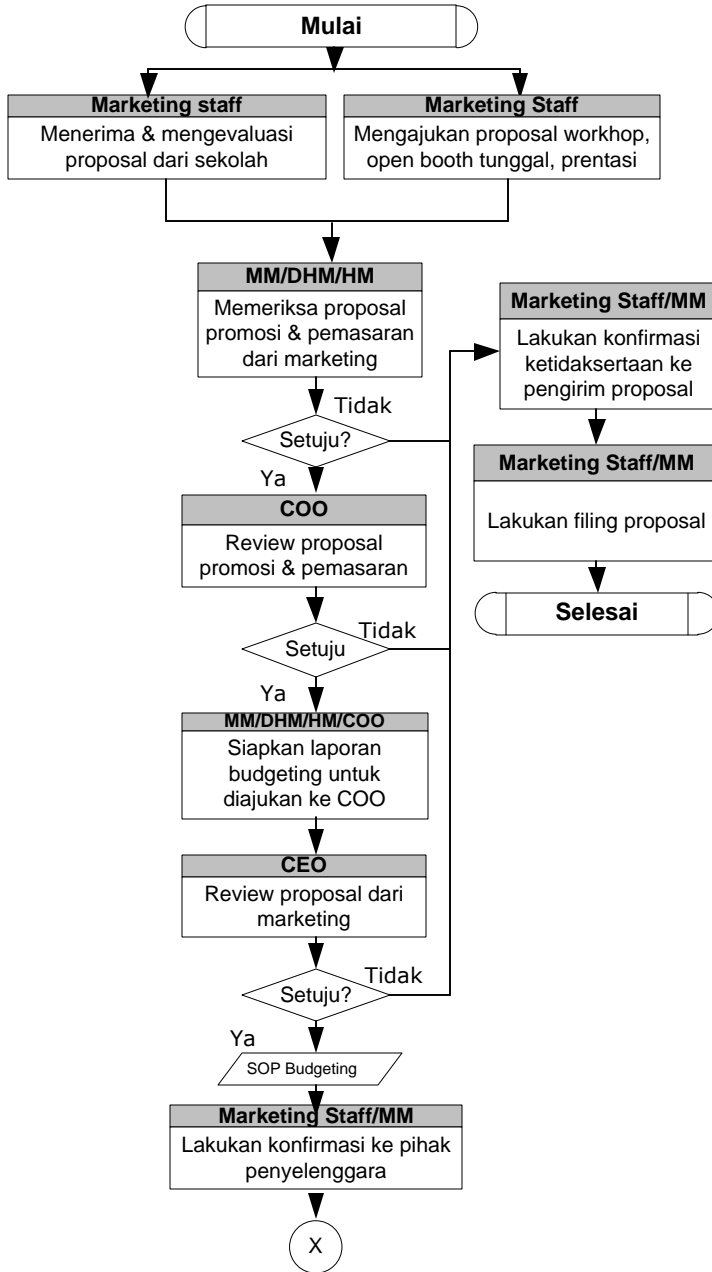 Mulai
Marketing staff
Menerima & mengevaluasi
proposal dari sekolah
Marketing Staff
Mengajukan proposal workhop,
open booth tunggal, prentasi
MM/DHM/HM
Memeriksa proposal
promosi & pemasaran
dari marketing
Tidak
Setuju?
Ya
COO
Review proposal
promosi & pemasaran
Tidak
Setuju
Ya
MM/DHM/HM/COO
Siapkan laporan
budgeting untuk
diajukan ke COO
CEO
Review proposal dari
marketing
Tidak
Setuju?
Ya
SOP Budgeting
Marketing Staff/MM
Lakukan konfirmasi ke pihak
penyelenggara
X
Marketing Staff/MM
Lakukan konfirmasi
ketidaksertaan ke
pengirim proposal
Marketing Staff/MM
Lakukan filing proposal
Selesai